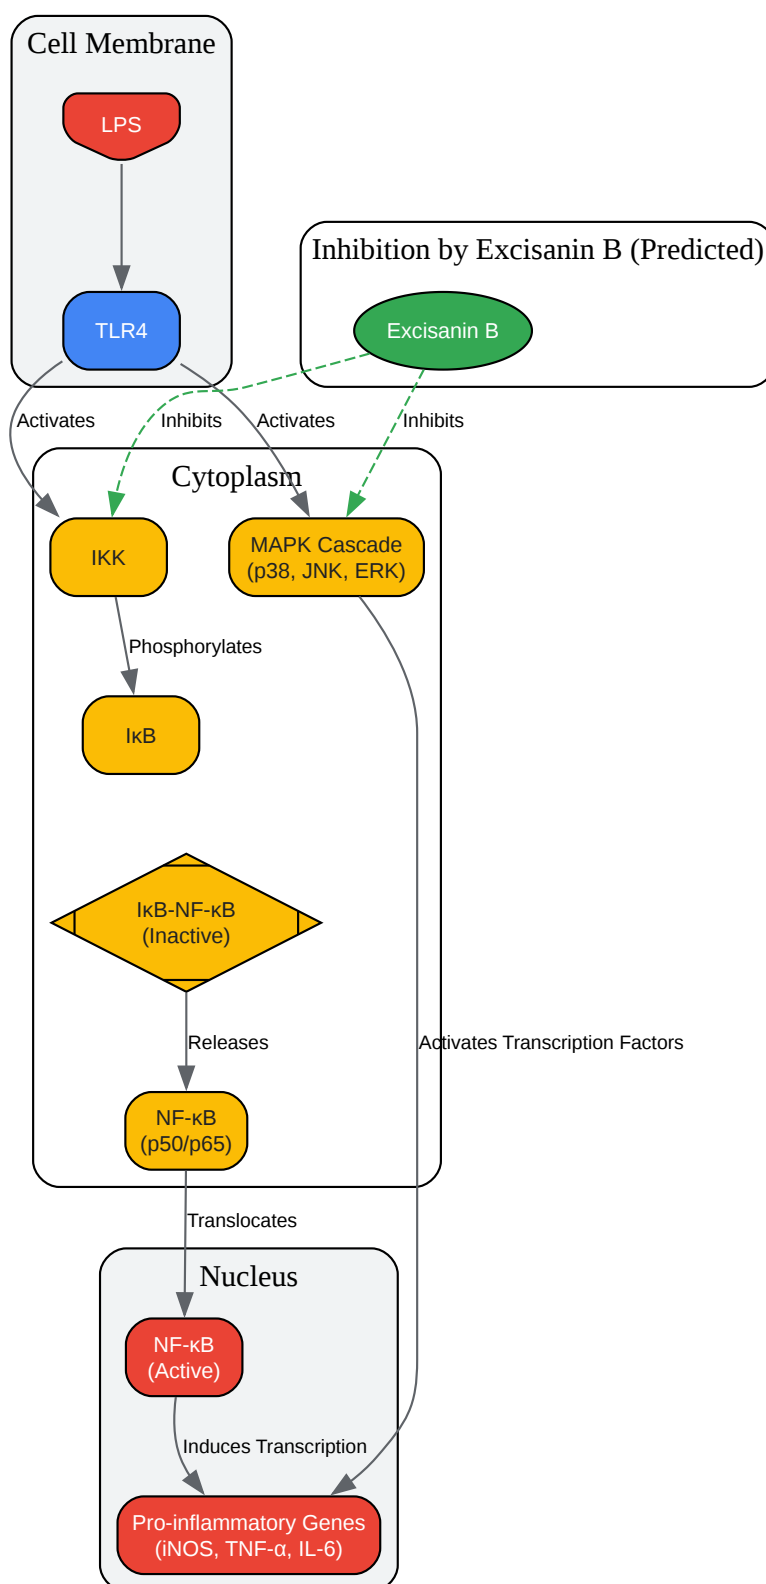 Cell Membrane
LPS
Inhibition by Excisanin B (Predicted)
TLR4
Excisanin B
Activates
Inhibits
Activates
Inhibits
Cytoplasm
IKK
MAPK Cascade
(p38, JNK, ERK)
Phosphorylates
IκB
IκB-NF-κB
(Inactive)
Releases
Activates Transcription Factors
NF-κB
(p50/p65)
Translocates
Nucleus
NF-κB
(Active)
Induces Transcription
Pro-inflammatory Genes
(iNOS, TNF-α, IL-6)